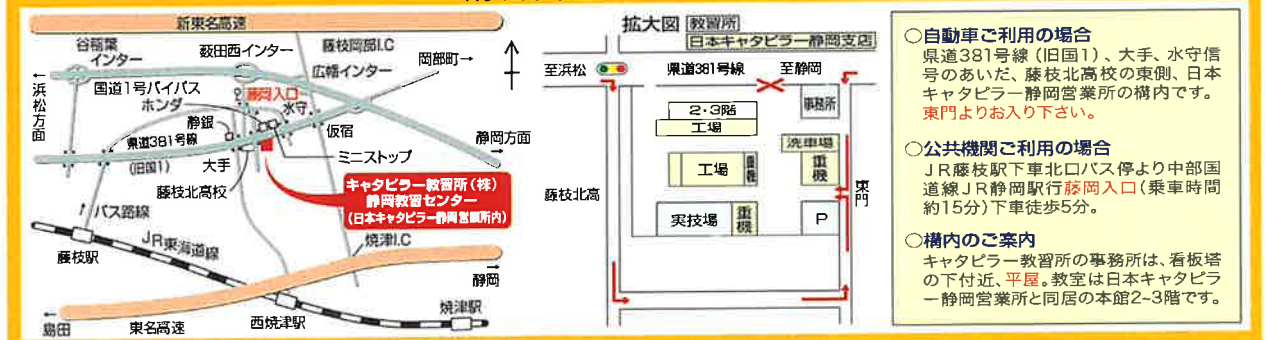 新東名高速
谷稲葉
インター
薮田西インター
藤枝岡部I.C
岡部町→
広幡インター
←浜松方面
国道1号バイパス
藤岡入口
ホンダ
水守
静銀
仮宿
県道381号線
(旧国1)
大手
ミニストップ
静岡方面→
藤枝北高校
キャタピラー教習所(株)
静岡教習センター
(日本キャタピラー静岡営業所内)
↑バス路線
JR東海道線
藤枝駅
焼津I.C
→静岡
焼津駅
西焼津駅
東名高速
←島田
拡大図
教習所
日本キャタピラー静岡支店
至浜松
県道381号線
至静岡
2・3階
工場
事務所
洗車場
工場
重機
重機
藤枝北高
東門
実技場
重機
P
○自動車ご利用の場合
県道381号線(旧国1)、大手、水守信
号のあいだ、藤枝北高校の東側、日本
キャタピラー静岡営業所の構内です。
東門よりお入り下さい。
○公共機関ご利用の場合
JR藤枝駅下車北口バス停より中部国
道線JR静岡駅行藤岡入口(乗車時間
約15分)下車徒歩5分。
○構内のご案内
キャタピラー教習所の事務所は、看板塔
の下付近、平屋。教室は日本キャタピラ
ー静岡営業所と同居の本館2~3階です。